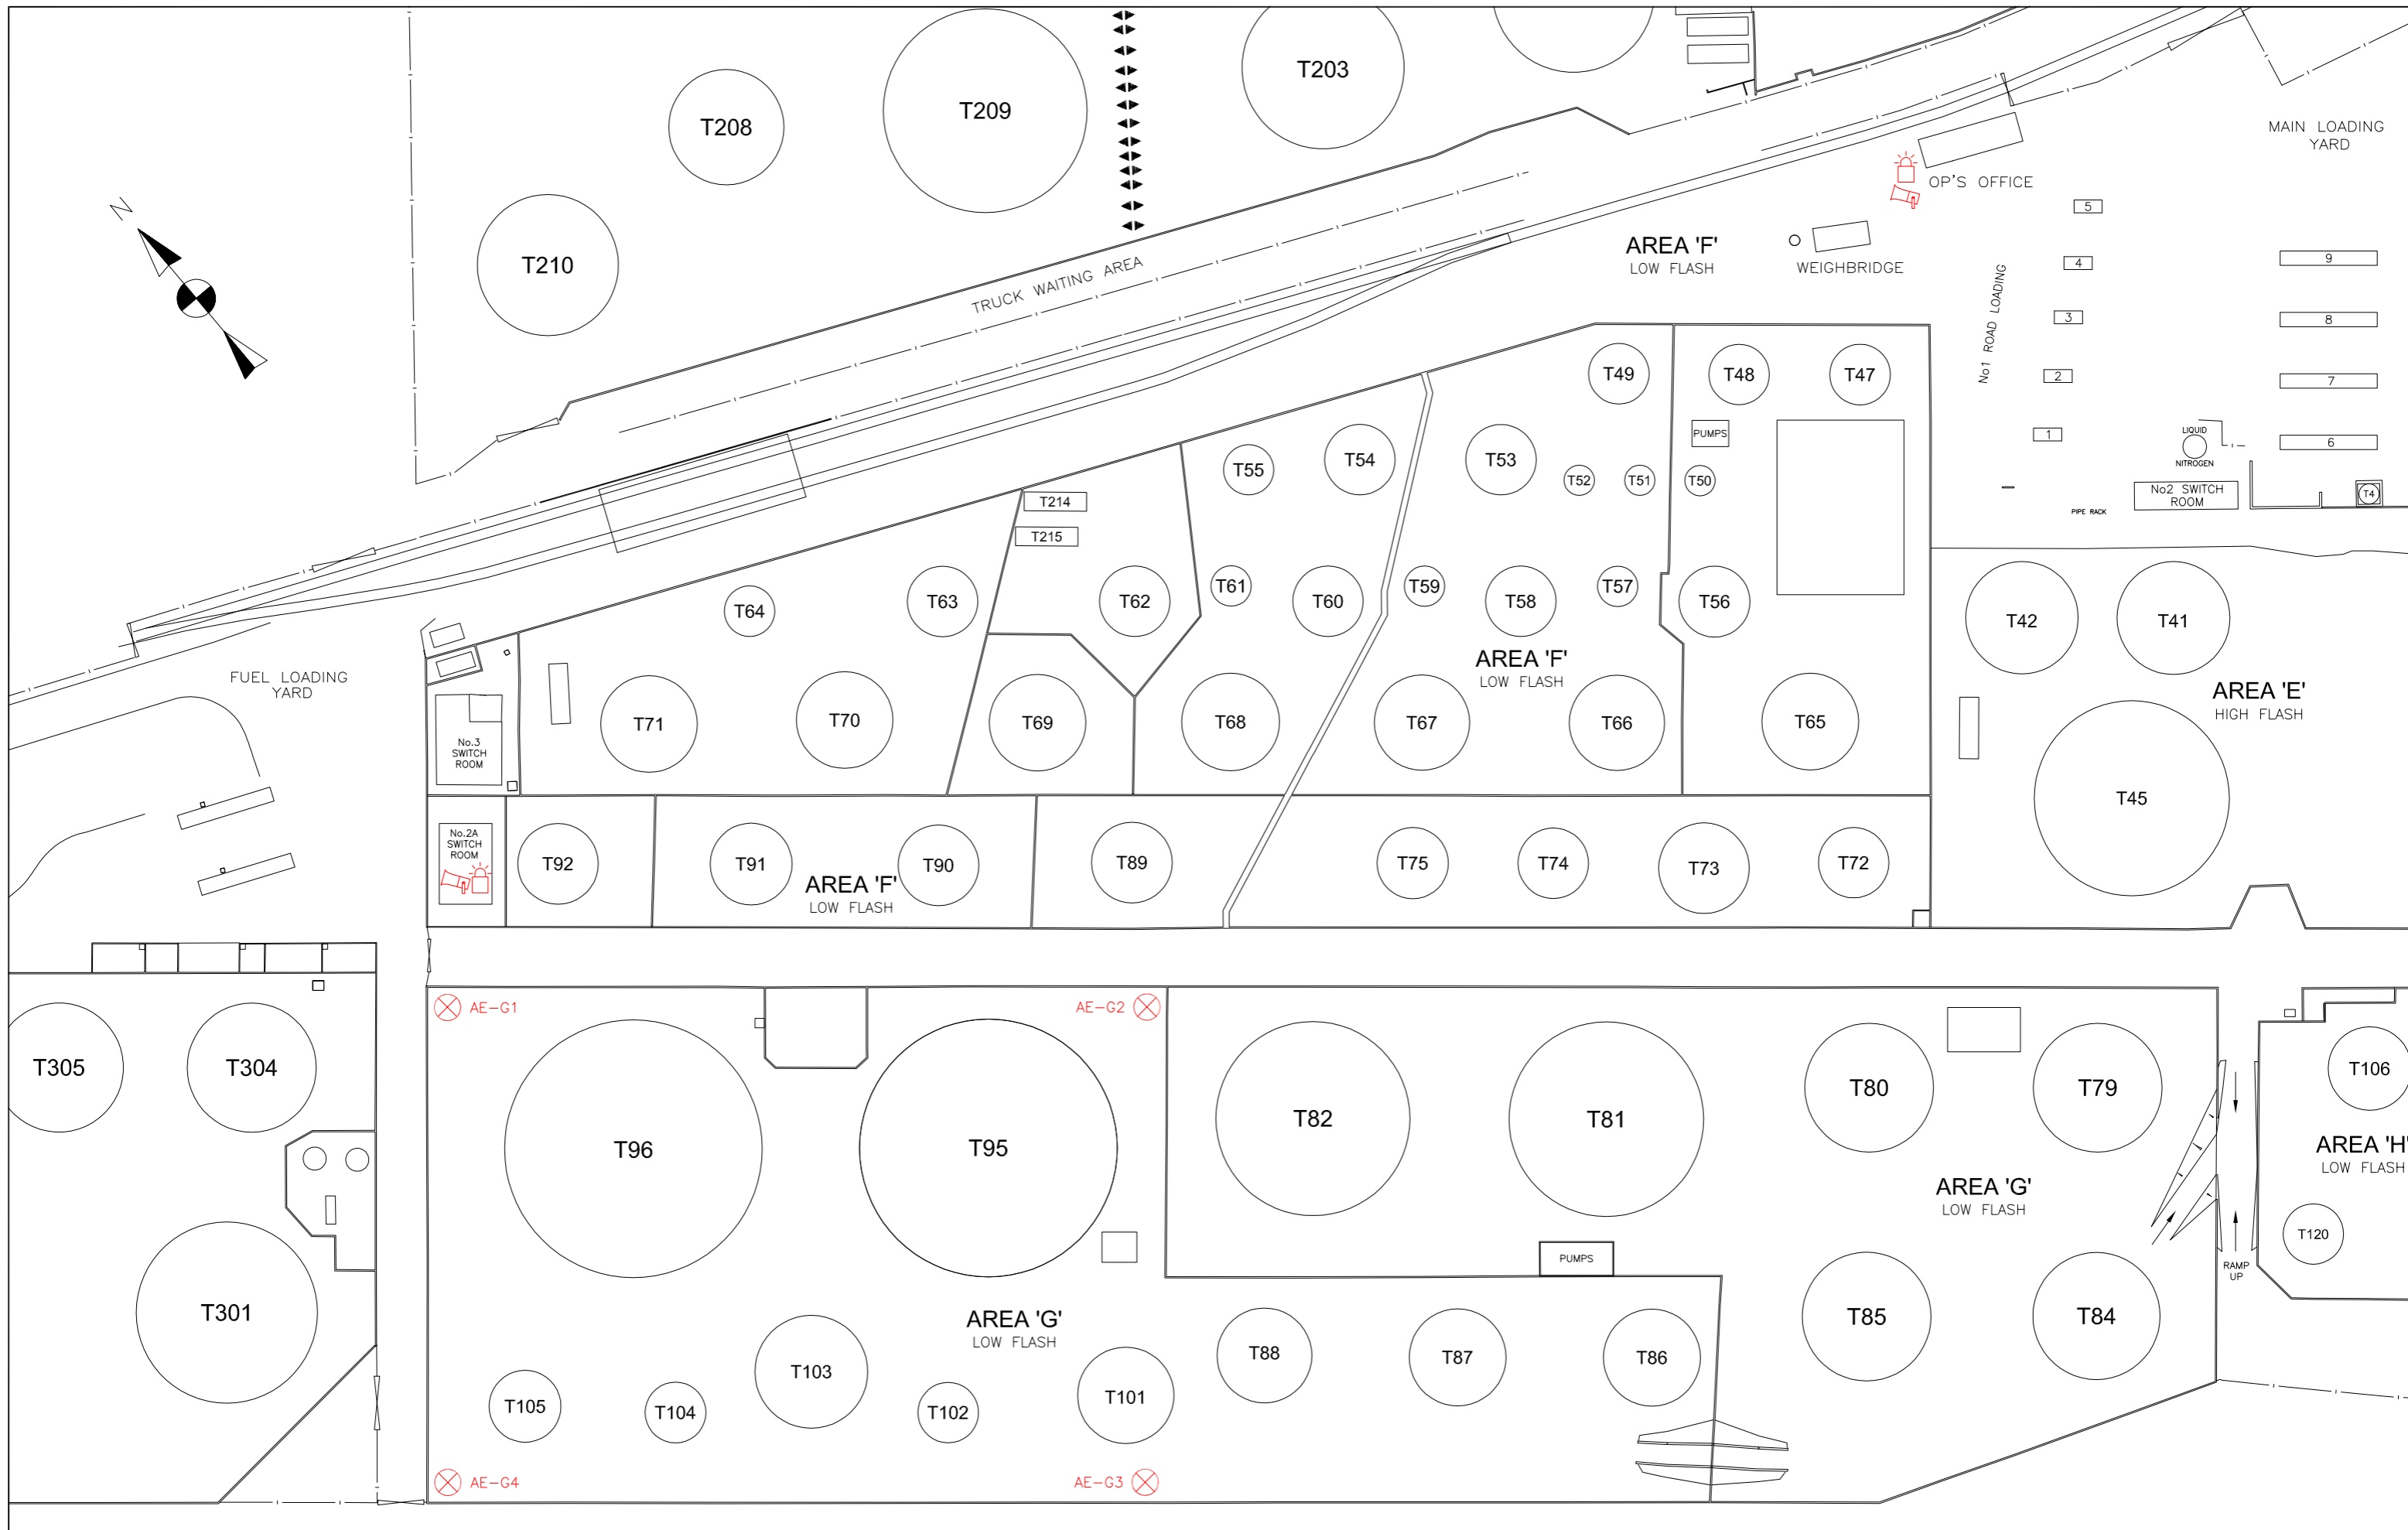 T203
T209
T208
MAIN LOADING
YARD
OP'S OFFICE
N
5
AREA 'F'
LOW FLASH
WEIGHBRIDGE
9
4
T210
TRUCK WAITING AREA
No1 ROAD LOADING
3
8
T49
T48
T47
2
7
PUMPS
1
LIQUID
NITROGEN
6
T55
T54
T53
T52
T51
T50
No2 SWITCH
ROOM
T4
PIPE RACK
T214
T215
T64
T63
T62
T61
T60
T59
T58
T57
T56
T42
T41
FUEL LOADING
YARD
AREA 'F'
LOW FLASH
AREA 'E'
HIGH FLASH
T71
T70
T69
T68
T67
T66
T65
No.3
SWITCH
ROOM
T45
No.2A
SWITCH
ROOM
T92
T91
AREA 'F'
LOW FLASH
T90
T89
T75
T74
T73
T72
AE-G1
AE-G2
T305
T304
T96
T95
T82
T81
T80
T79
T106
AREA 'H'
LOW FLASH
AREA 'G'
LOW FLASH
T120
PUMPS
RAMP
UP
T301
AREA 'G'
LOW FLASH
T85
T84
T88
T87
T86
T103
T105
T104
T102
T101
AE-G4
AE-G3